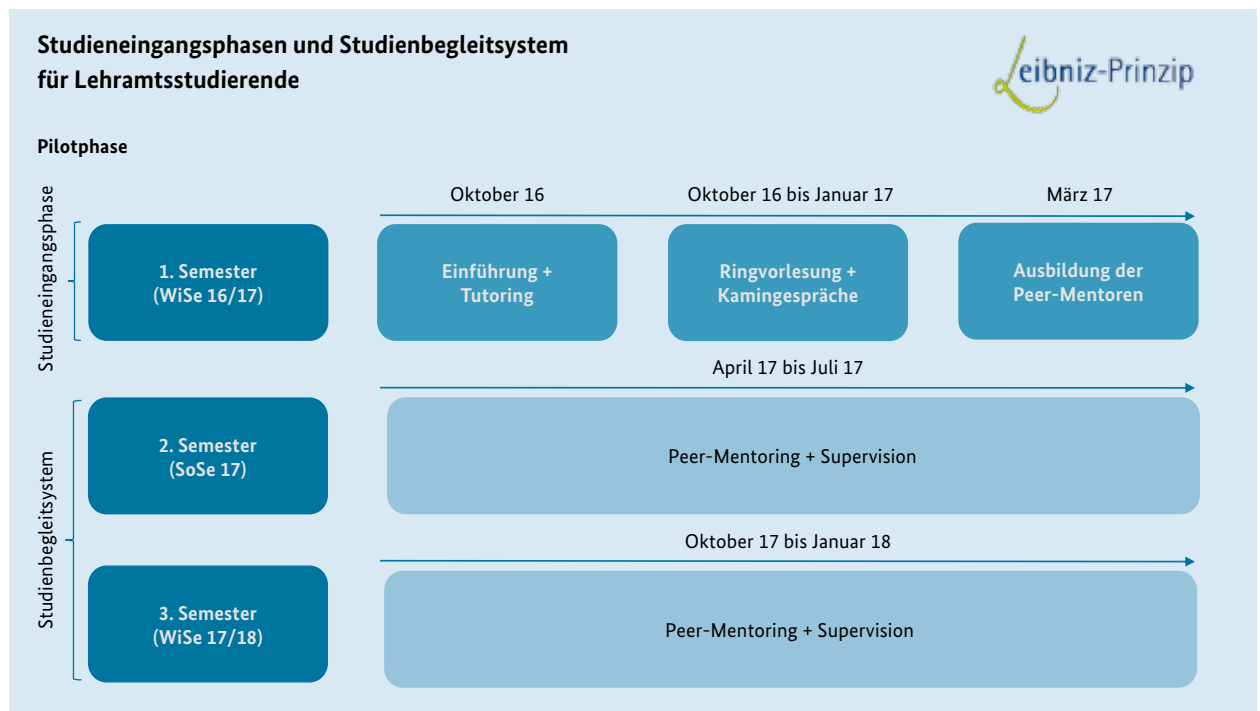 Studieneingangsphasen und Studienbegleitsystem
für Lehramtsstudierende
Leibniz-Prinzip
Pilotphase
Studieneingangsphase
Oktober 16
Oktober 16 bis Januar 17
März 17
1. Semester
(WiSe 16/17)
Einführung +
Tutoring
Ringvorlesung +
Kamingespräche
Ausbildung der
Peer-Mentoren
Studienbegleitsystem
April 17 bis Juli 17
2. Semester
(SoSe 17)
Peer-Mentoring + Supervision
Oktober 17 bis Januar 18
3. Semester
(WiSe 17/18)
Peer-Mentoring + Supervision